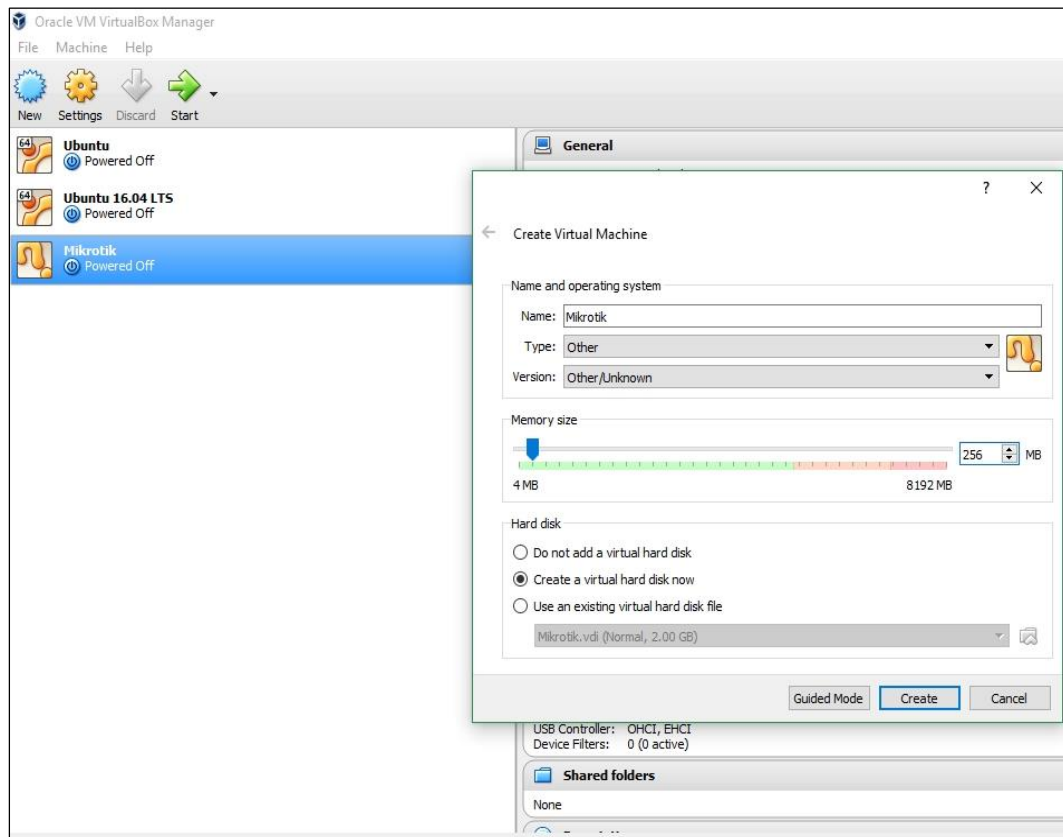 Oracle VM VirtualBox Manager
File Machine Help
New Settings Discard Start
64 Ubuntu
Powered Off
64 Ubuntu 16.04 LTS
Powered Off
Mikrotik
Powered Off
General
? ×
Create Virtual Machine
Name and operating system
Name: Mikrotik
Type: Other
Version: Other/Unknown
Memory size
256 MB
4 MB 8192 MB
Hard disk
Do not add a virtual hard disk
Create a virtual hard disk now
Use an existing virtual hard disk file
Mikrotik.vdi (Normal, 2.00 GB)
Guided Mode Create Cancel
USB Controller: OHCI, EHCI
Device Filters: 0 (0 active)
Shared folders
None